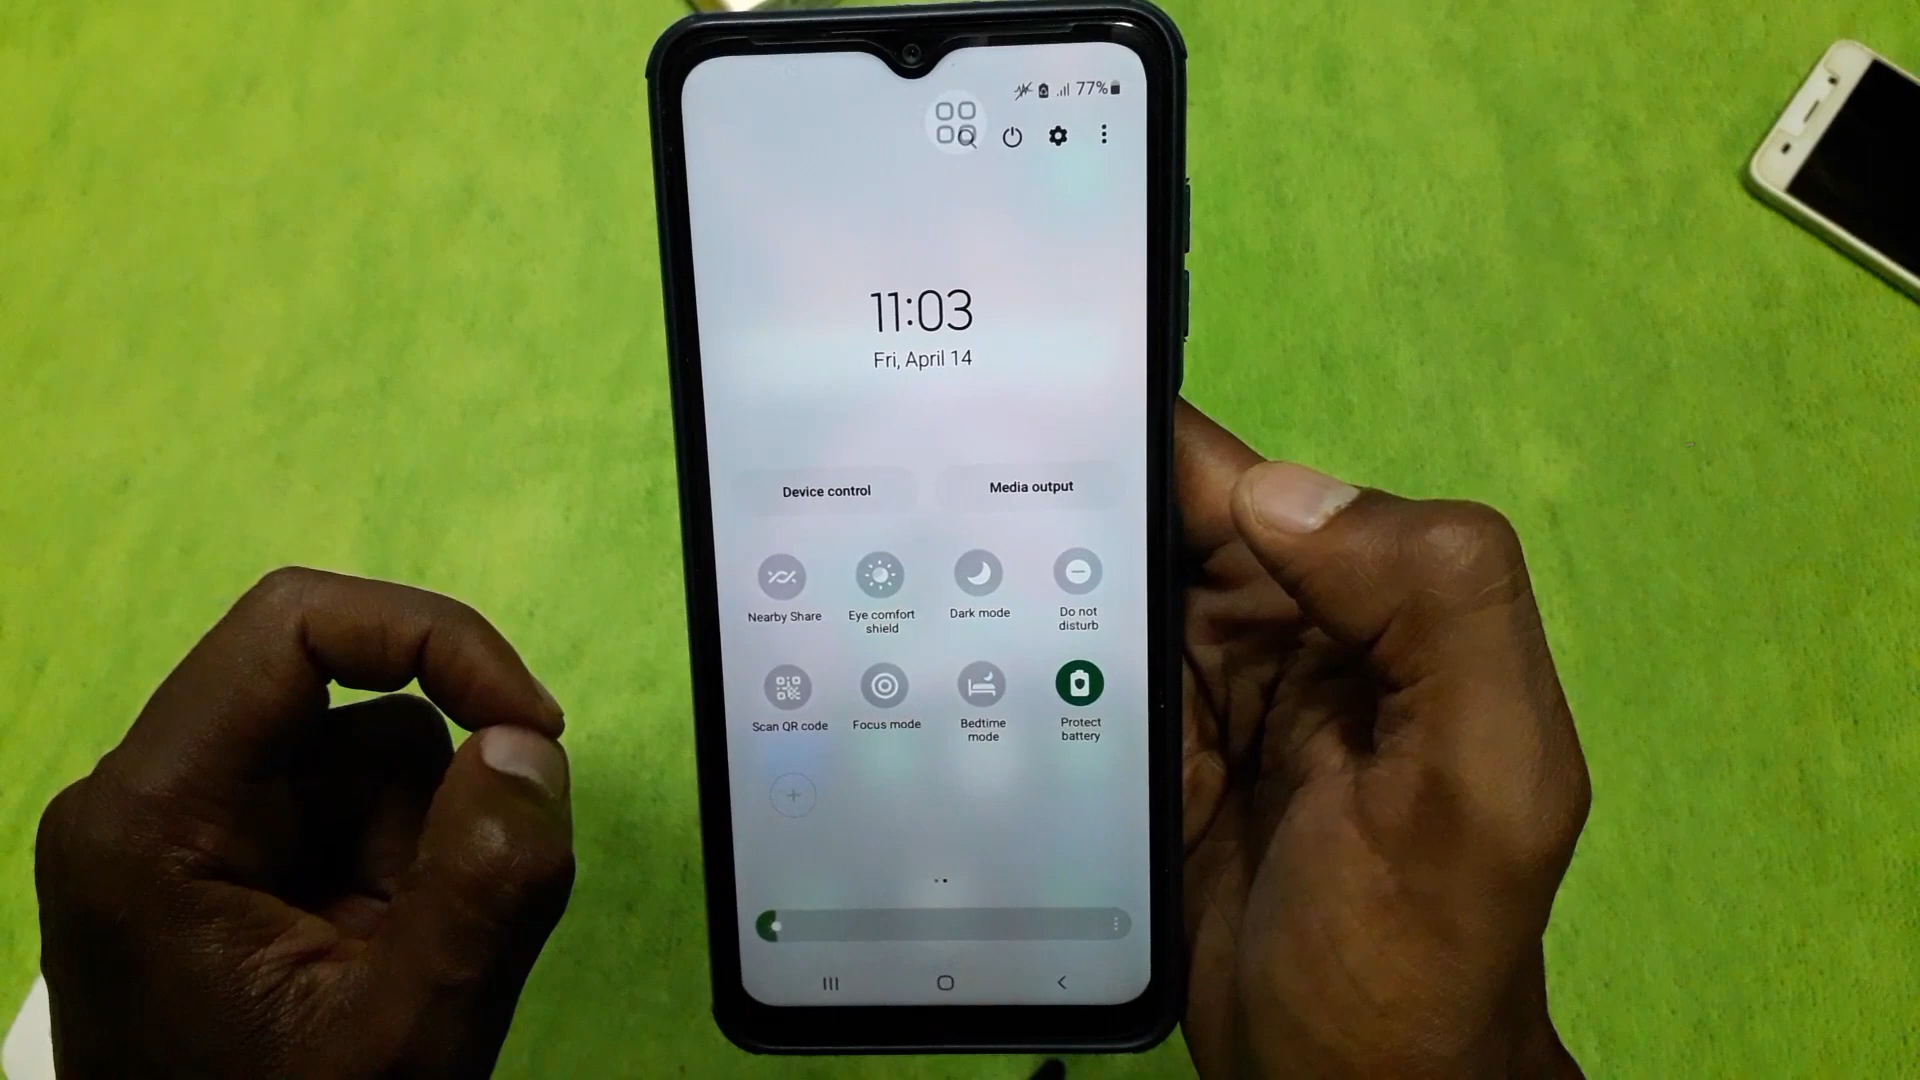 77%
11:03
Fri, April 14
Device control
Media output
Nearby Share
Eye comfort
shield
Dark mode
Do not
disturb
Scan QR code
Focus mode
Bedtime
mode
Protect
battery